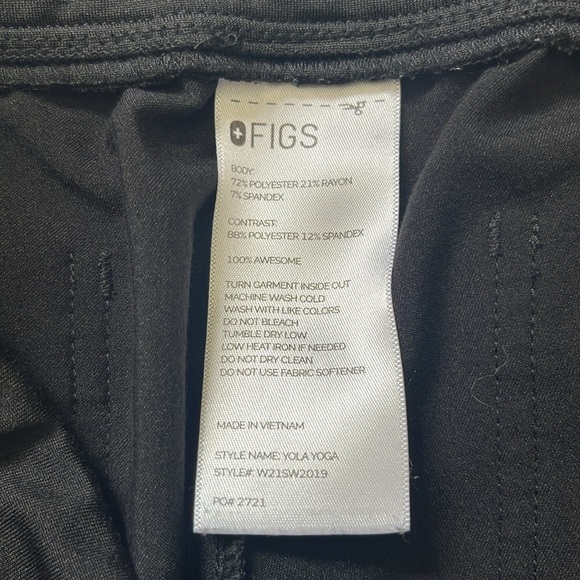 FIGS
BODY:
72% POLYESTER 21% RAYON
7% SPANDEX
CONTRAST:
88% POLYESTER 12% SPANDEX
100% AWESOME
TURN GARMENT INSIDE OUT
MACHINE WASH COLD
WASH WITH LIKE COLORS
DO NOT BLEACH
TUMBLE DRY LOW
LOW HEAT IRON IF NEEDED
DO NOT DRY CLEAN
DO NOT USE FABRIC SOFTENER
MADE IN VIETNAM
STYLE NAME: YOLA YOGA
STYLE#: W21SW2019
PO# 2721